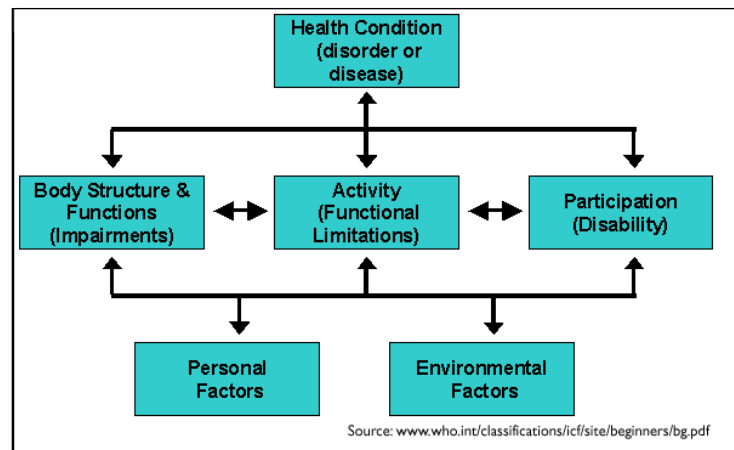 Health Condition
(disorder or
disease)
Body Structure &
Functions
(Impairments)
Activity
(Functional
Limitations)
Participation
(Disability)
Personal
Factors
Environmental
Factors
Source: www.who.int/classifications/icf/site/beginners/bg.pdf